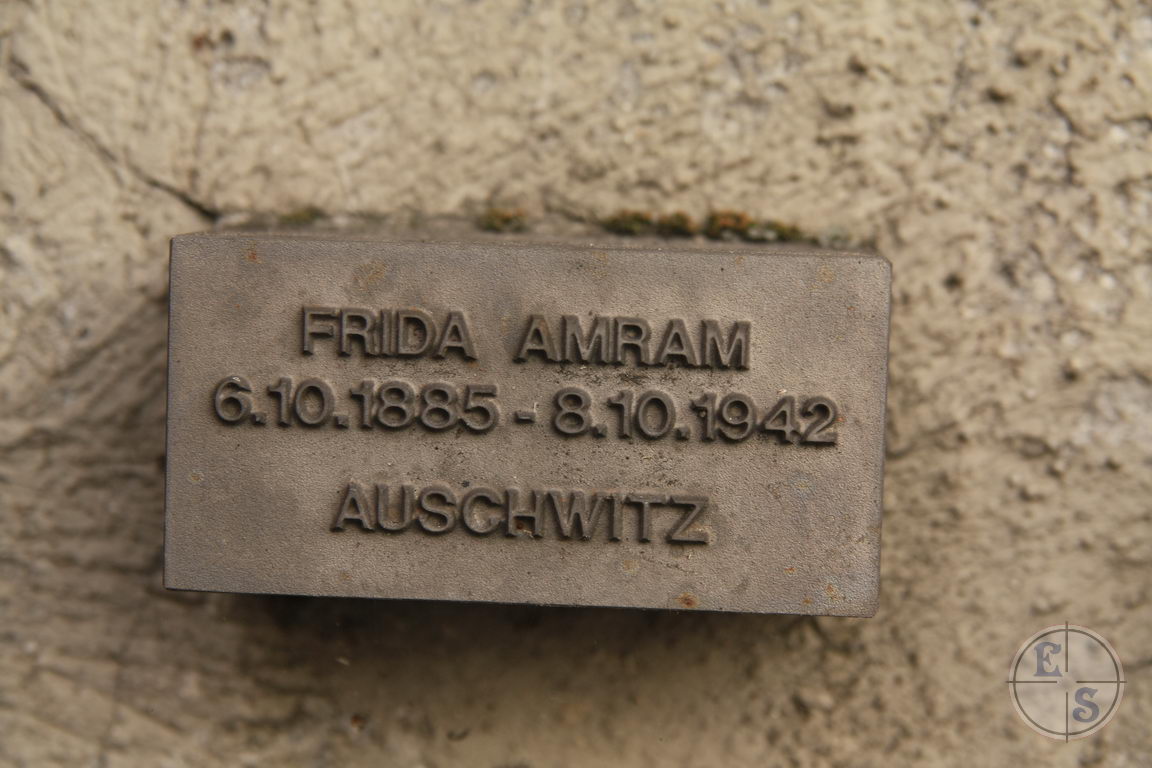 FRIDA AMRAM
6.10.1885 - 8.10.1942
AUSCHWITZ
E
S